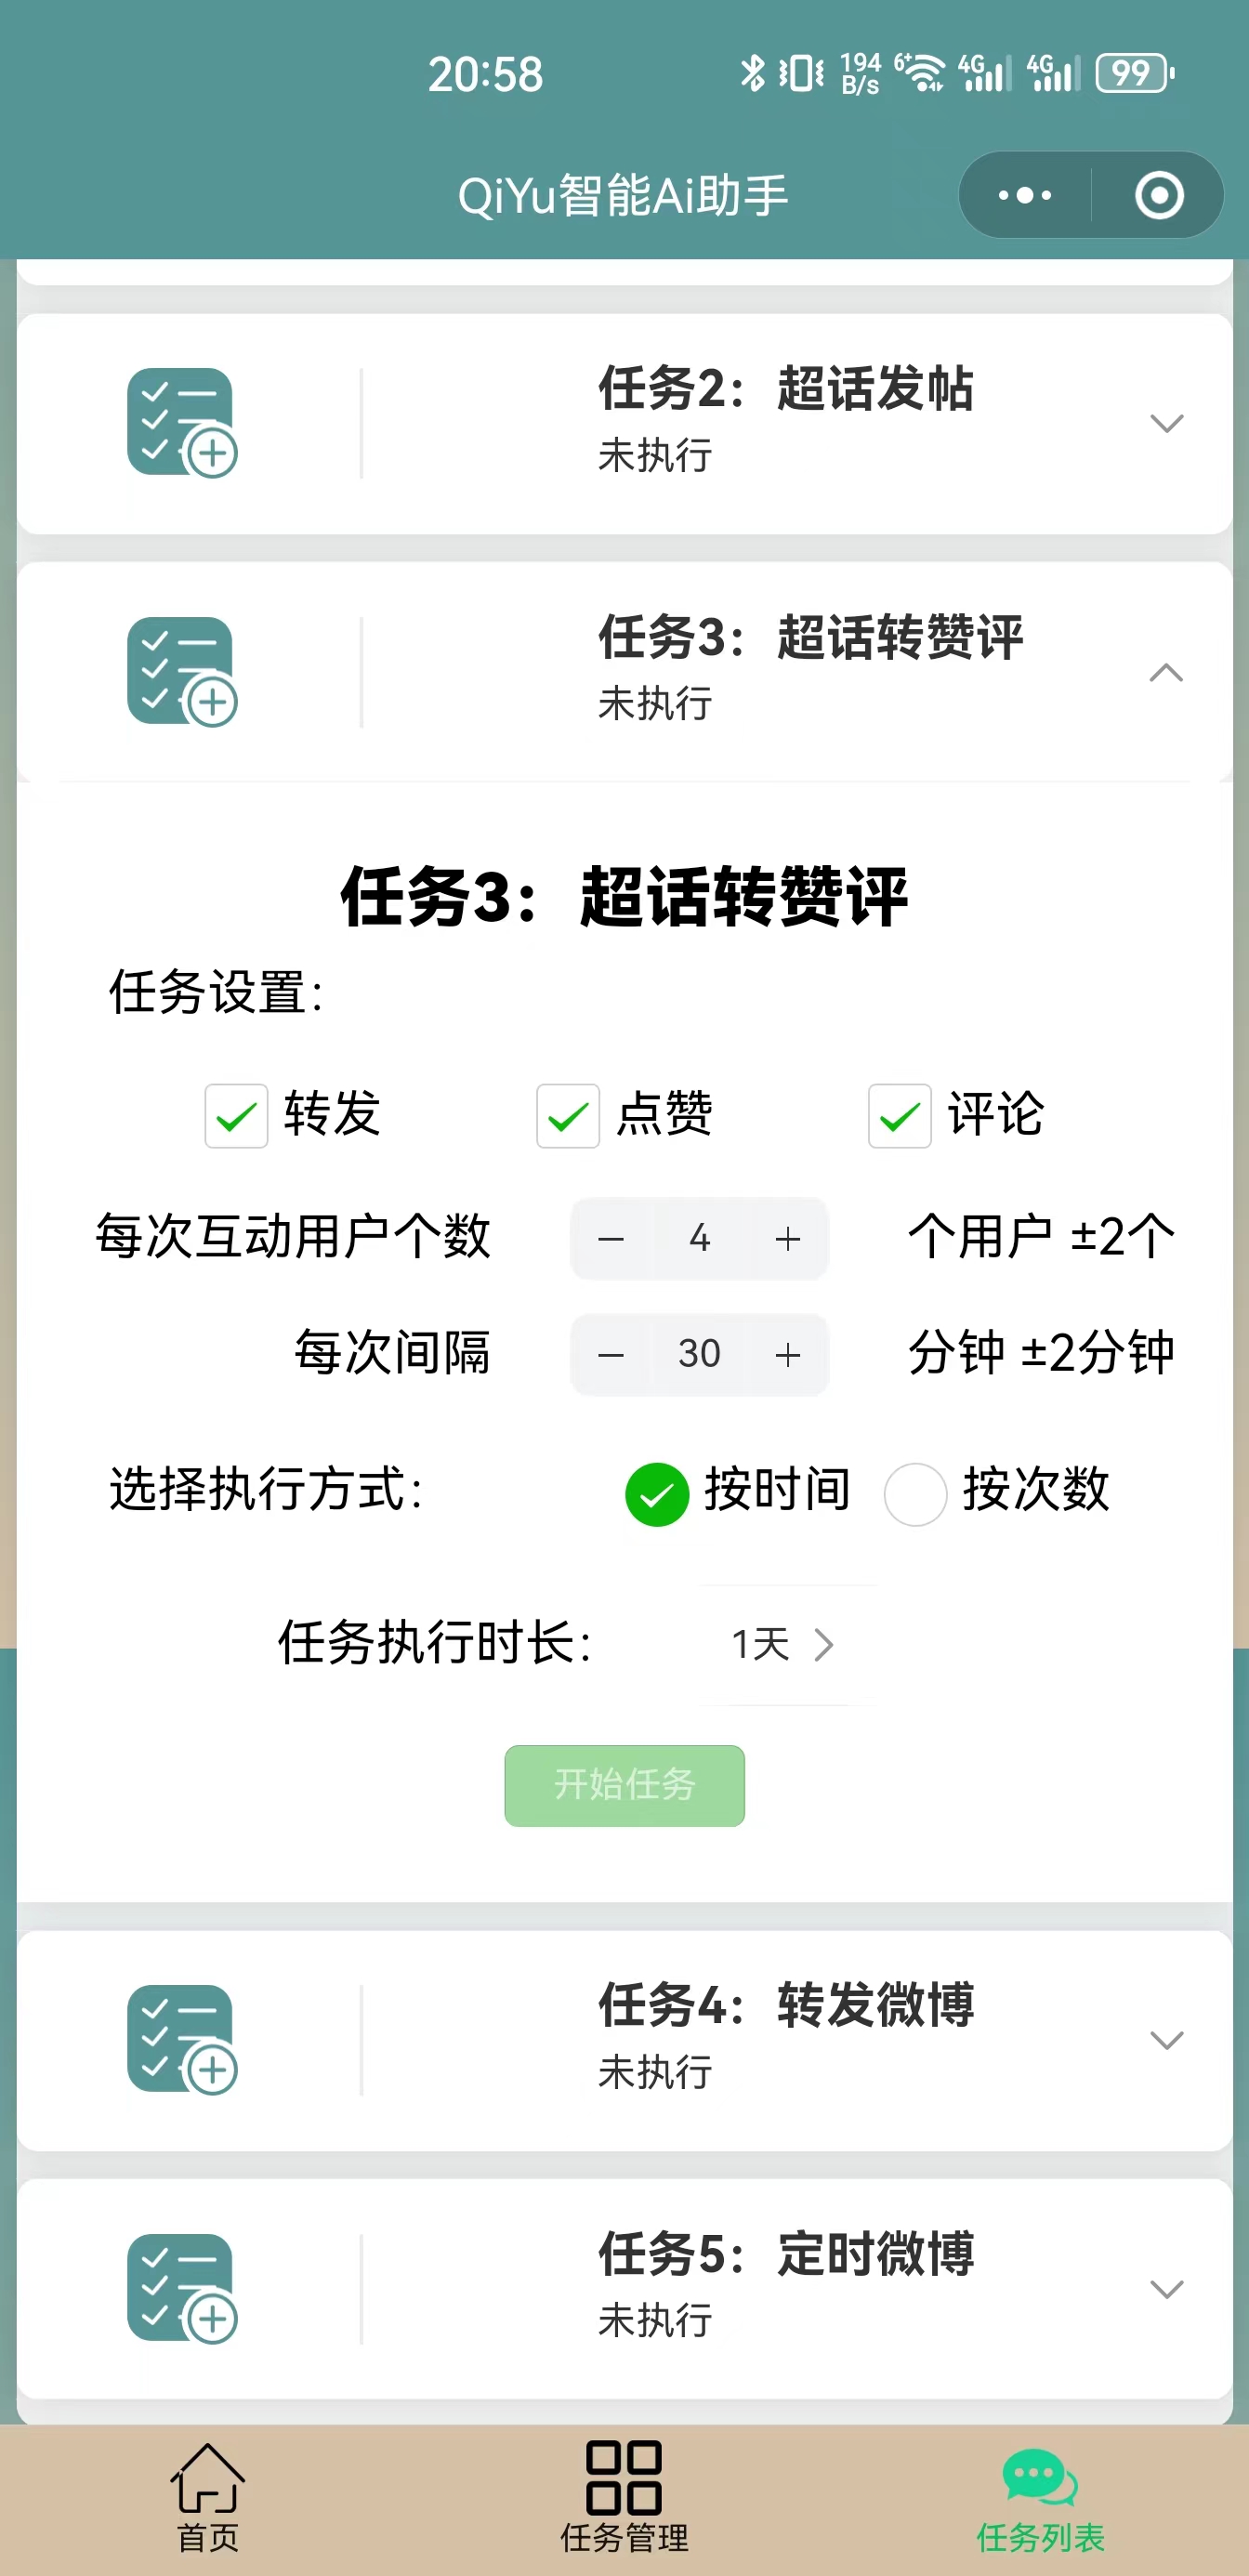 20:58
194 B/s
6+
4G
4G
99
QiYu智能Ai助手
任务2：超话发帖
未执行
任务3：超话转赞评
未执行
任务3：超话转赞评
任务设置：
转发 点赞 评论
每次互动用户个数 − 4 + 个用户 ±2个
每次间隔 − 30 + 分钟 ±2分钟
选择执行方式： 按时间 按次数
任务执行时长： 1天
开始任务
任务4：转发微博
未执行
任务5：定时微博
未执行
首页 任务管理 任务列表